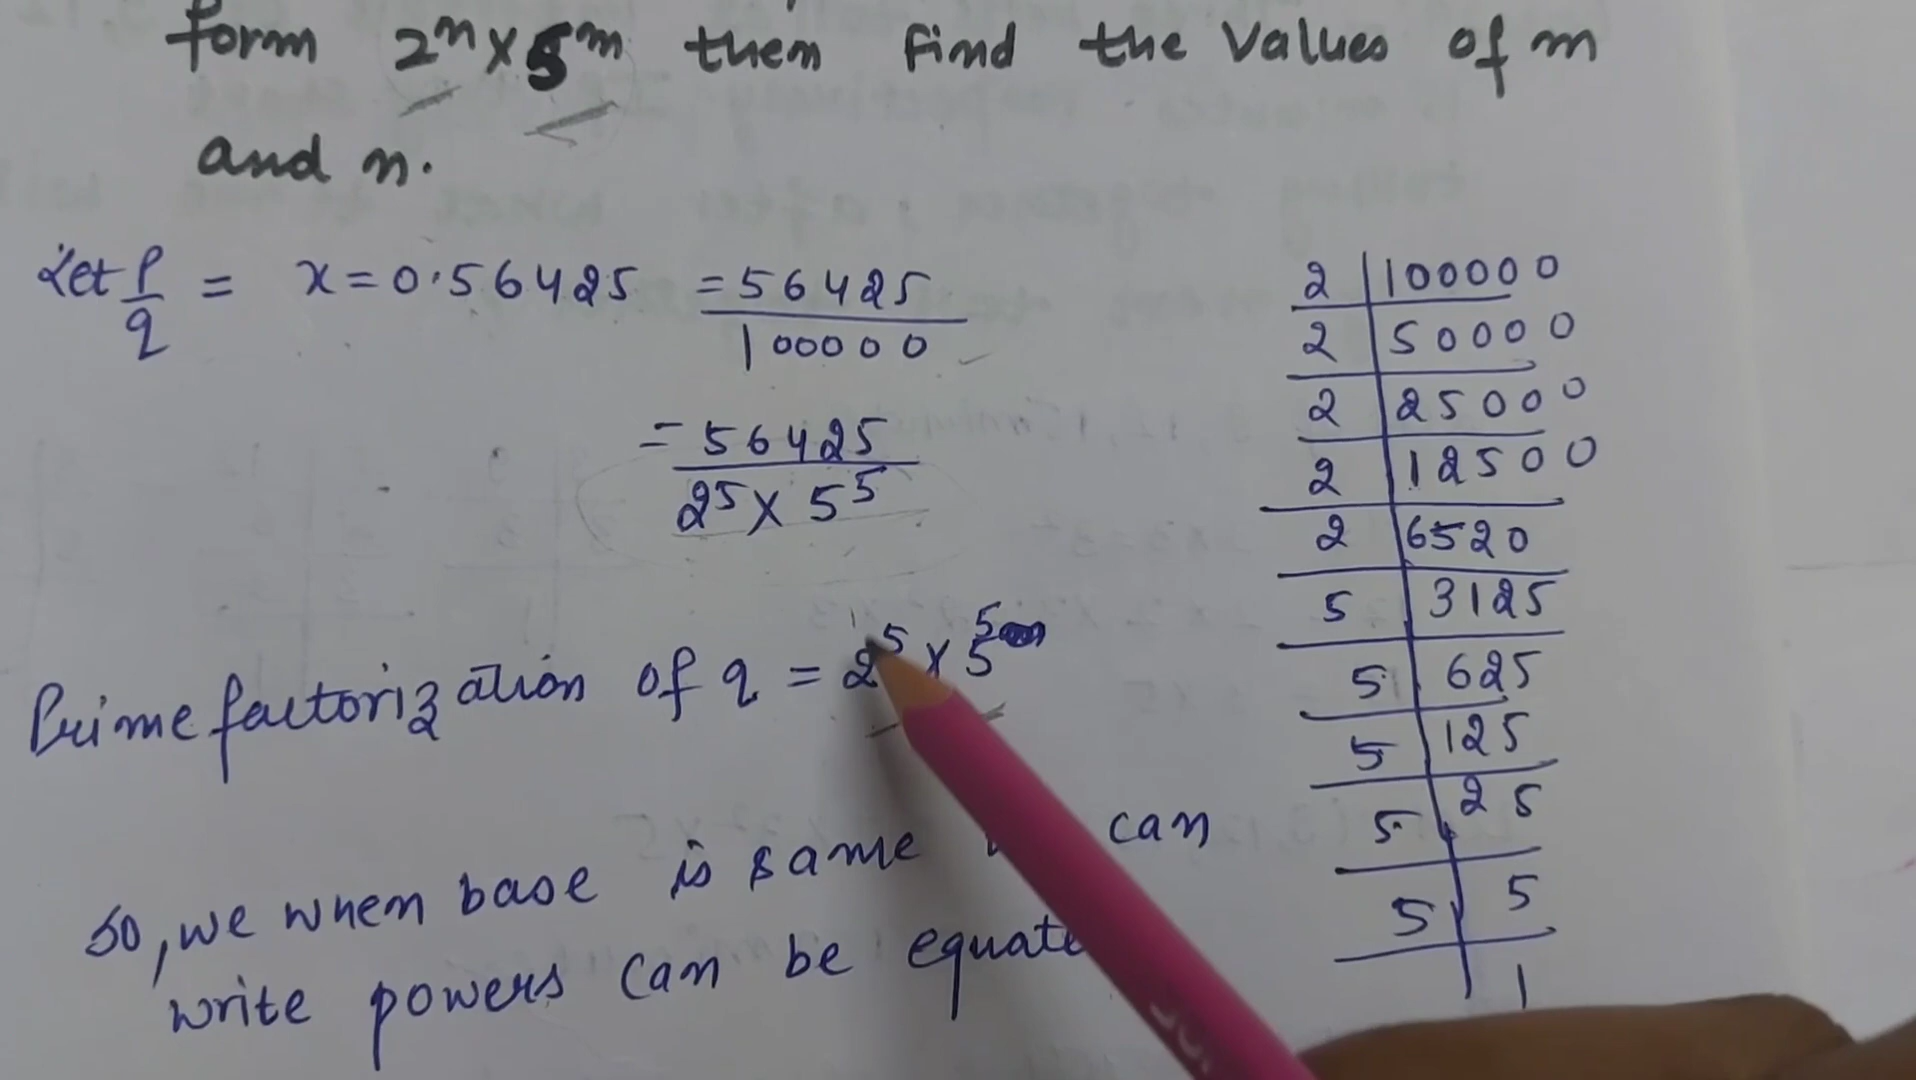 form 2ⁿ × 5ᵐ then find the values of m
and n.
Let p/q = x = 0.56425 = 56425/100000
= 56425/2⁵ × 5⁵
Prime factorization of q = 2⁵ × 5⁵
So, we when base is same can
write powers can be equate
2 | 100000
2 | 50000
2 | 25000
2 | 12500
2 | 6520
5 | 3125
5 | 625
5 | 125
5 | 25
5 | 5
1